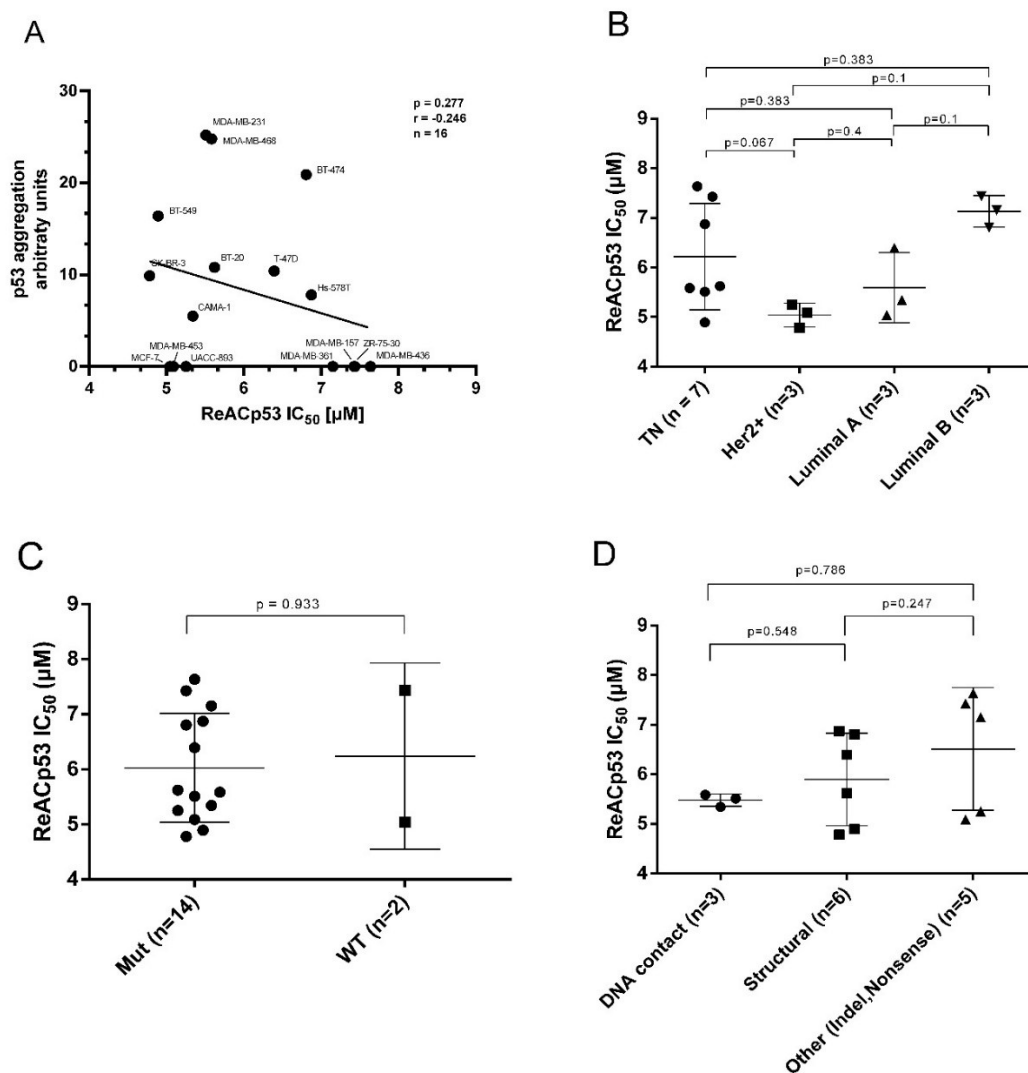 A
p53 aggregation
arbitraty units
30
20
10
0
p = 0.277
r = -0.246
n = 16
MDA-MB-231
MDA-MB-468
BT-474
BT-549
SK-BR-3
BT-20
T-47D
Hs-578T
CAMA-1
MDA-MB-453
MCF-7
UACC-893
MDA-MB-157
ZR-75-30
MDA-MB-361
MDA-MB-436
4 5 6 7 8 9
ReACp53 IC50 [µM]
B
p=0.383
p=0.1
p=0.383
p=0.1
p=0.067
p=0.4
ReACp53 IC50 (µM)
9
8
7
6
5
4
TN (n = 7)
Her2+ (n=3)
Luminal A (n=3)
Luminal B (n=3)
C
p = 0.933
ReACp53 IC50 (µM)
9
8
7
6
5
4
Mut (n=14)
WT (n=2)
D
p=0.786
p=0.247
p=0.548
ReACp53 IC50 (µM)
9
8
7
6
5
4
DNA contact (n=3)
Structural (n=6)
Other (Indel,Nonsense) (n=5)